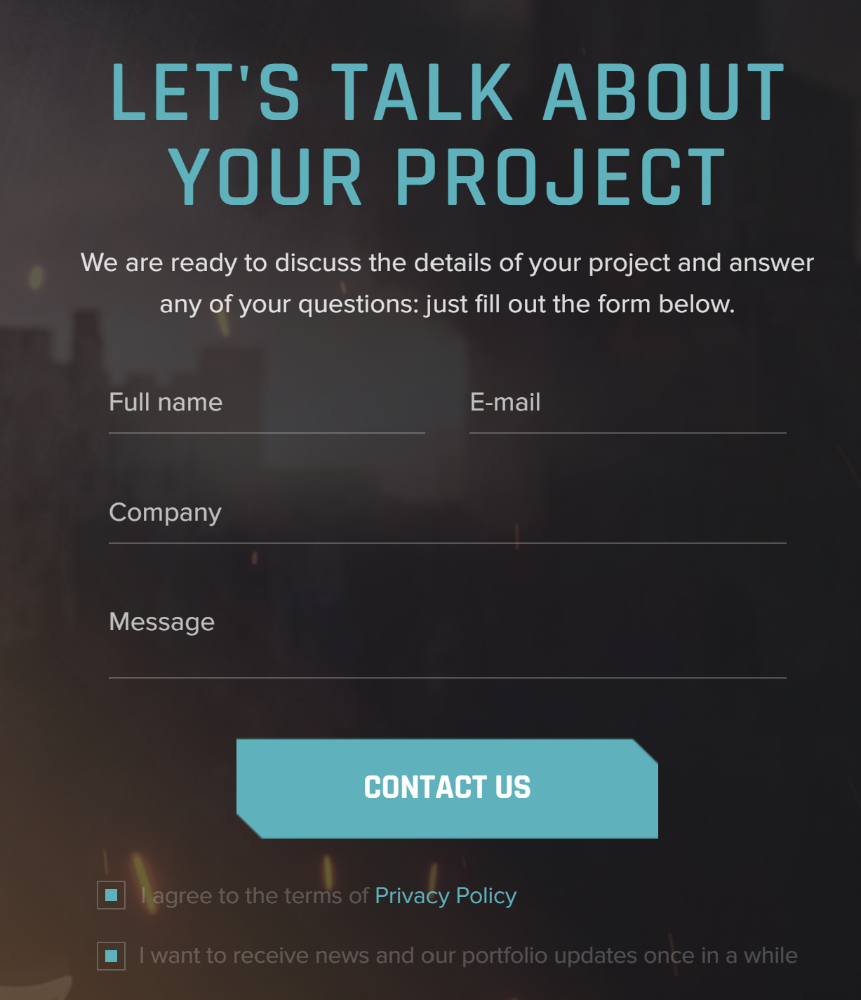 LET'S TALK ABOUT
YOUR PROJECT
We are ready to discuss the details of your project and answer
any of your questions: just fill out the form below.
Full name
E-mail
Company
Message
CONTACT US
I agree to the terms of Privacy Policy
I want to receive news and our portfolio updates once in a while